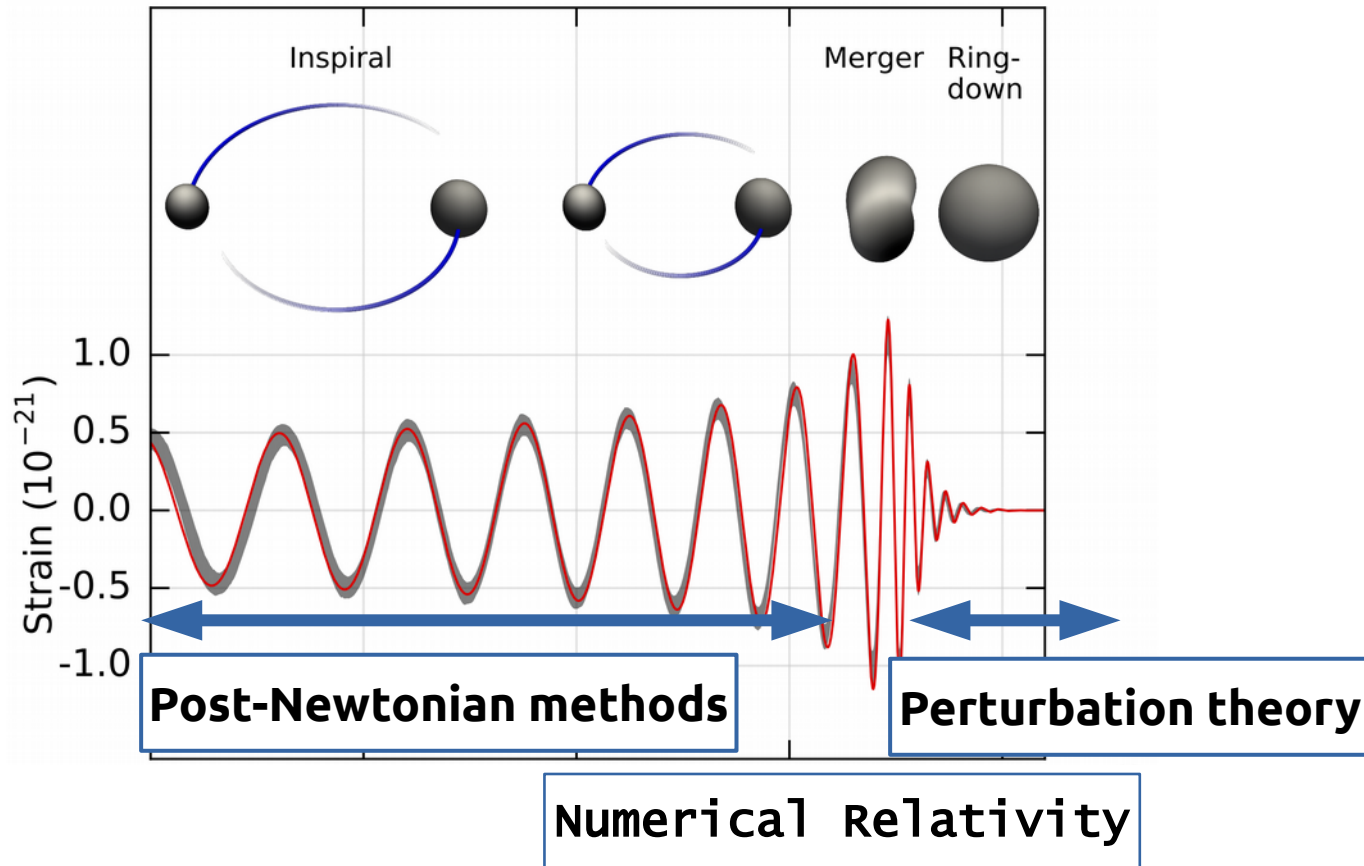 Inspiral
Merger
Ring-
down
Strain (10⁻²¹)
1.0
0.5
0.0
-0.5
-1.0
Post-Newtonian methods
Perturbation theory
Numerical Relativity